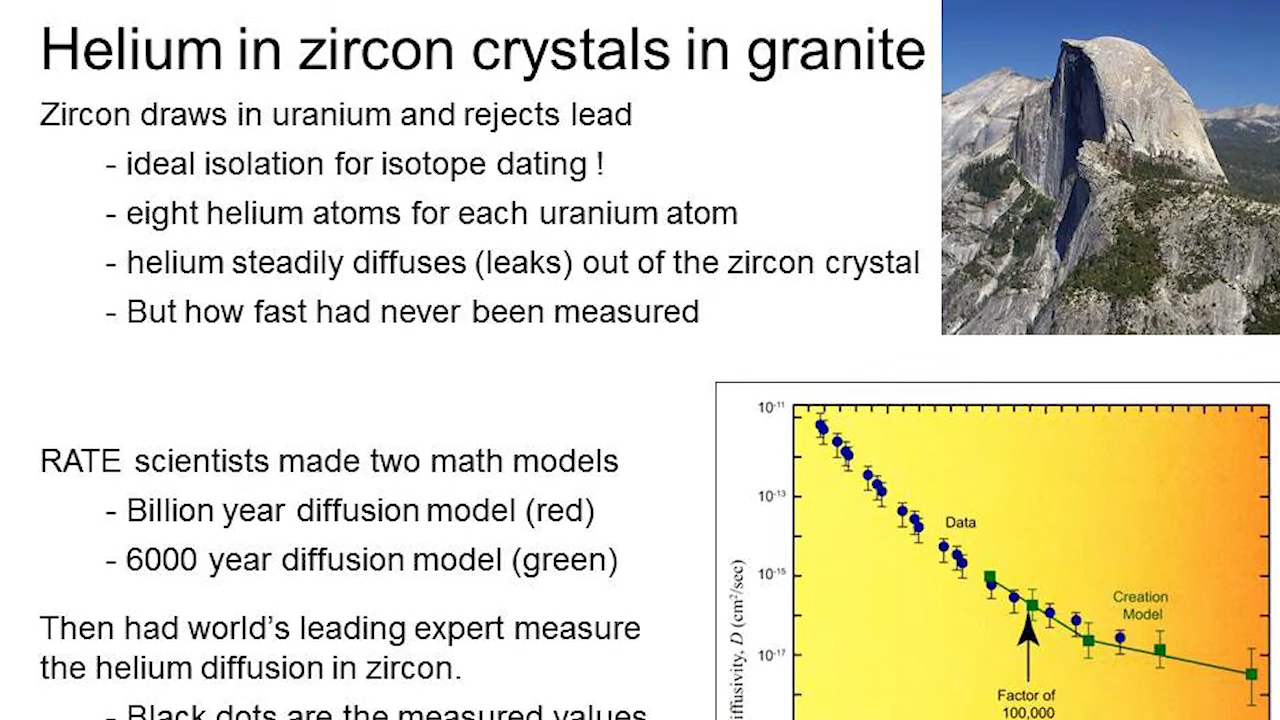 Helium in zircon crystals in granite
Zircon draws in uranium and rejects lead
- ideal isolation for isotope dating !
- eight helium atoms for each uranium atom
- helium steadily diffuses (leaks) out of the zircon crystal
- But how fast had never been measured
RATE scientists made two math models
- Billion year diffusion model (red)
- 6000 year diffusion model (green)
Then had world's leading expert measure
the helium diffusion in zircon.
- Black dots are the measured values
10-11
10-13
10-15
10-17
iffusivity, D (cm²/sec)
Data
Creation
Model
Factor of
100,000